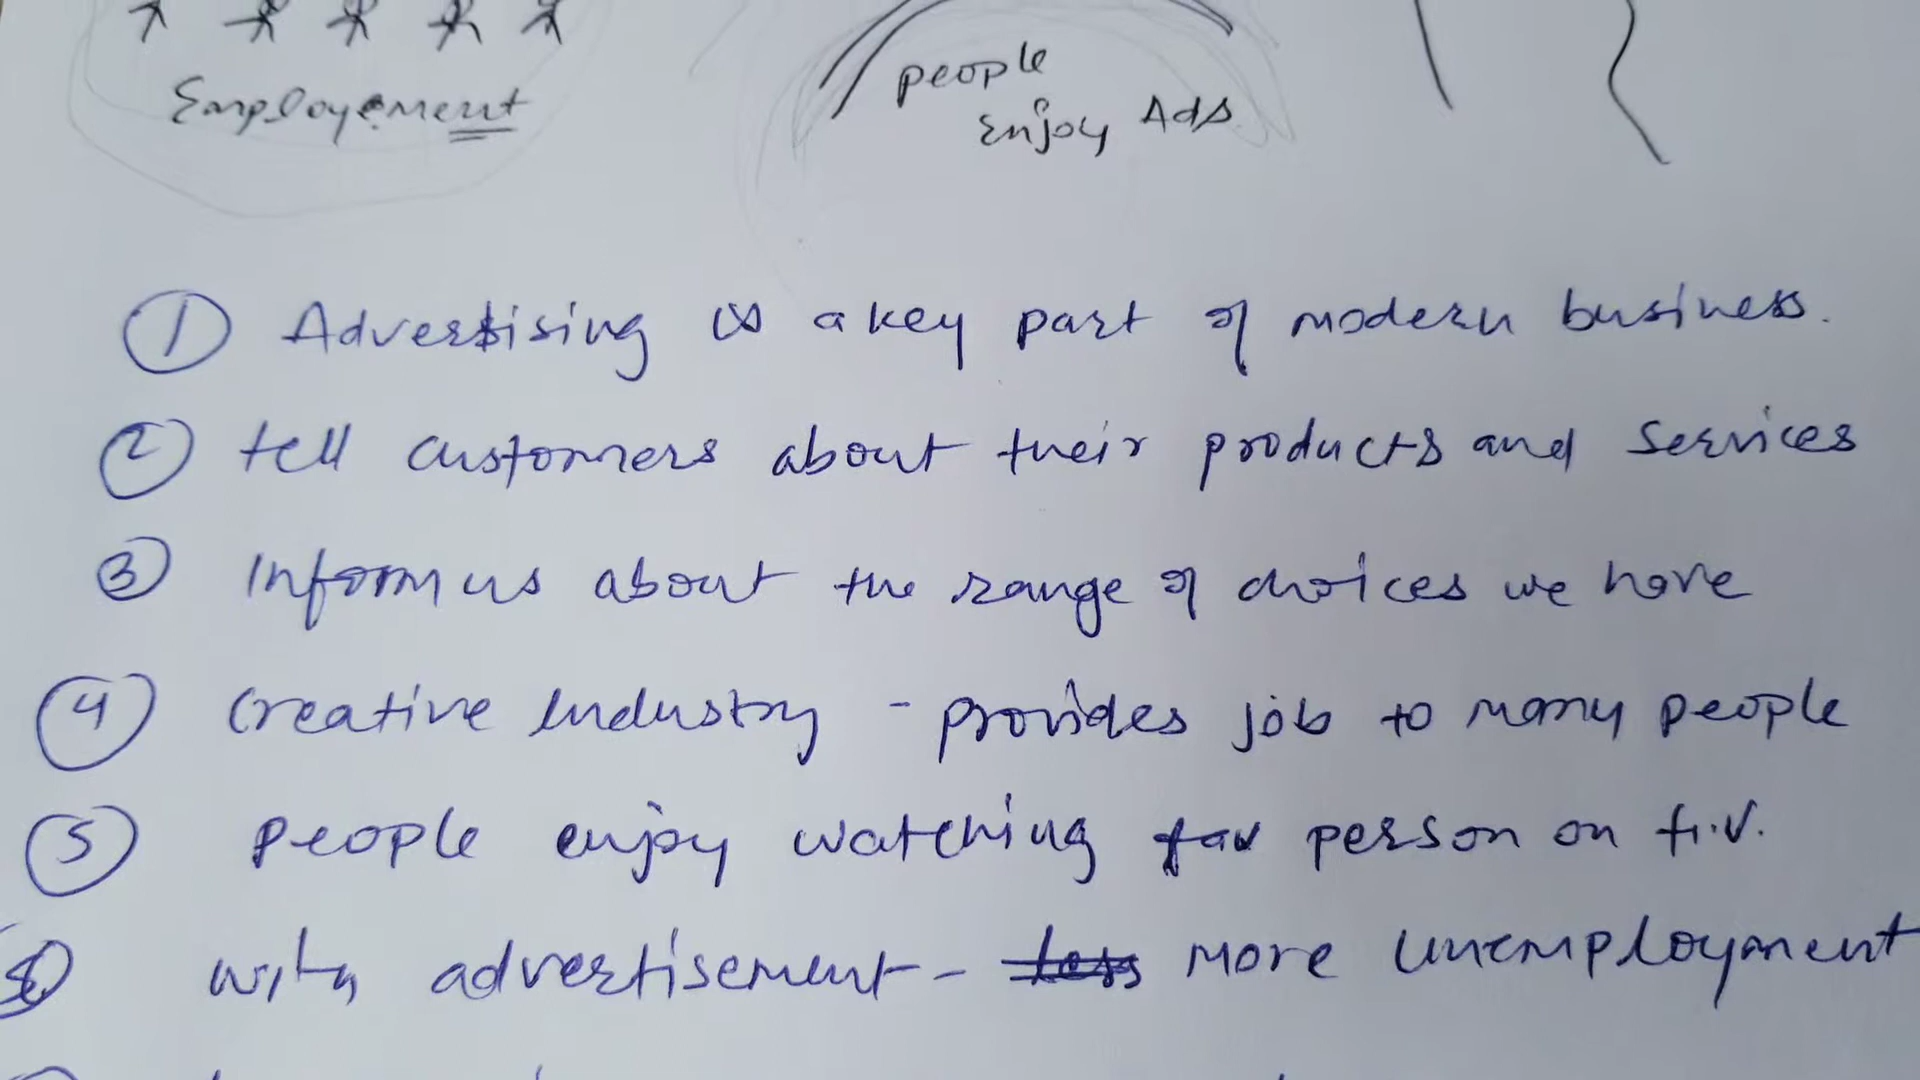 Employement
people
enjoy Ads
1 Advertising is a key part of modern business.
2 tell customers about their products and services
3 Inform us about the range of choices we have
4 Creative Industry - provides job to many people
5 people enjoy watching fav person on T.V.
with advertisement - less more unemployment